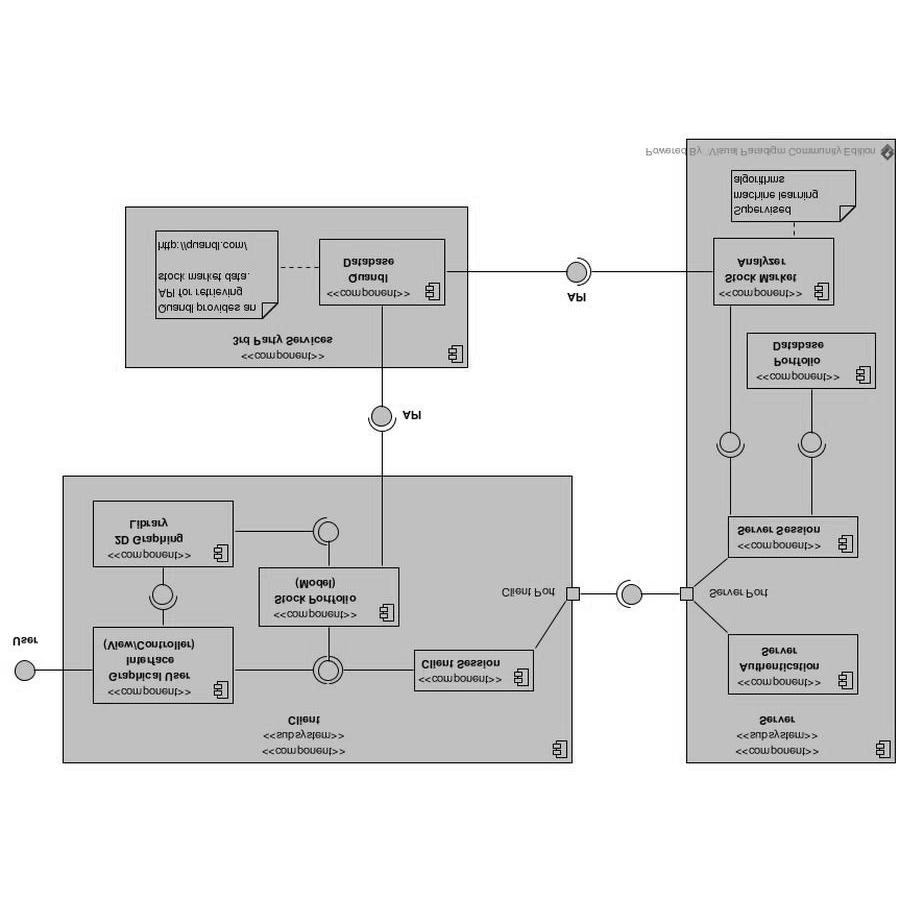 <<component>>
<<subsystem>>
Client
<<component>>
Graphical User
Interface
(View/Controller)
User
<<component>>
Client Session
<<component>>
Stock Portfolio
(Model)
<<component>>
2D Graphing
Library
Client Port
Server Port
<<component>>
<<subsystem>>
Server
<<component>>
Authentication
Server
<<component>>
Server Session
<<component>>
Portfolio
Database
<<component>>
Stock Market
Analyzer
Supervised
machine learning
algorithms
API
API
<<component>>
3rd Party Services
Quandl provides an
API for retrieving
stock market data.
http://quandl.com/
<<component>>
Quandl
Database
Powered By Visual Paradigm Community Edition